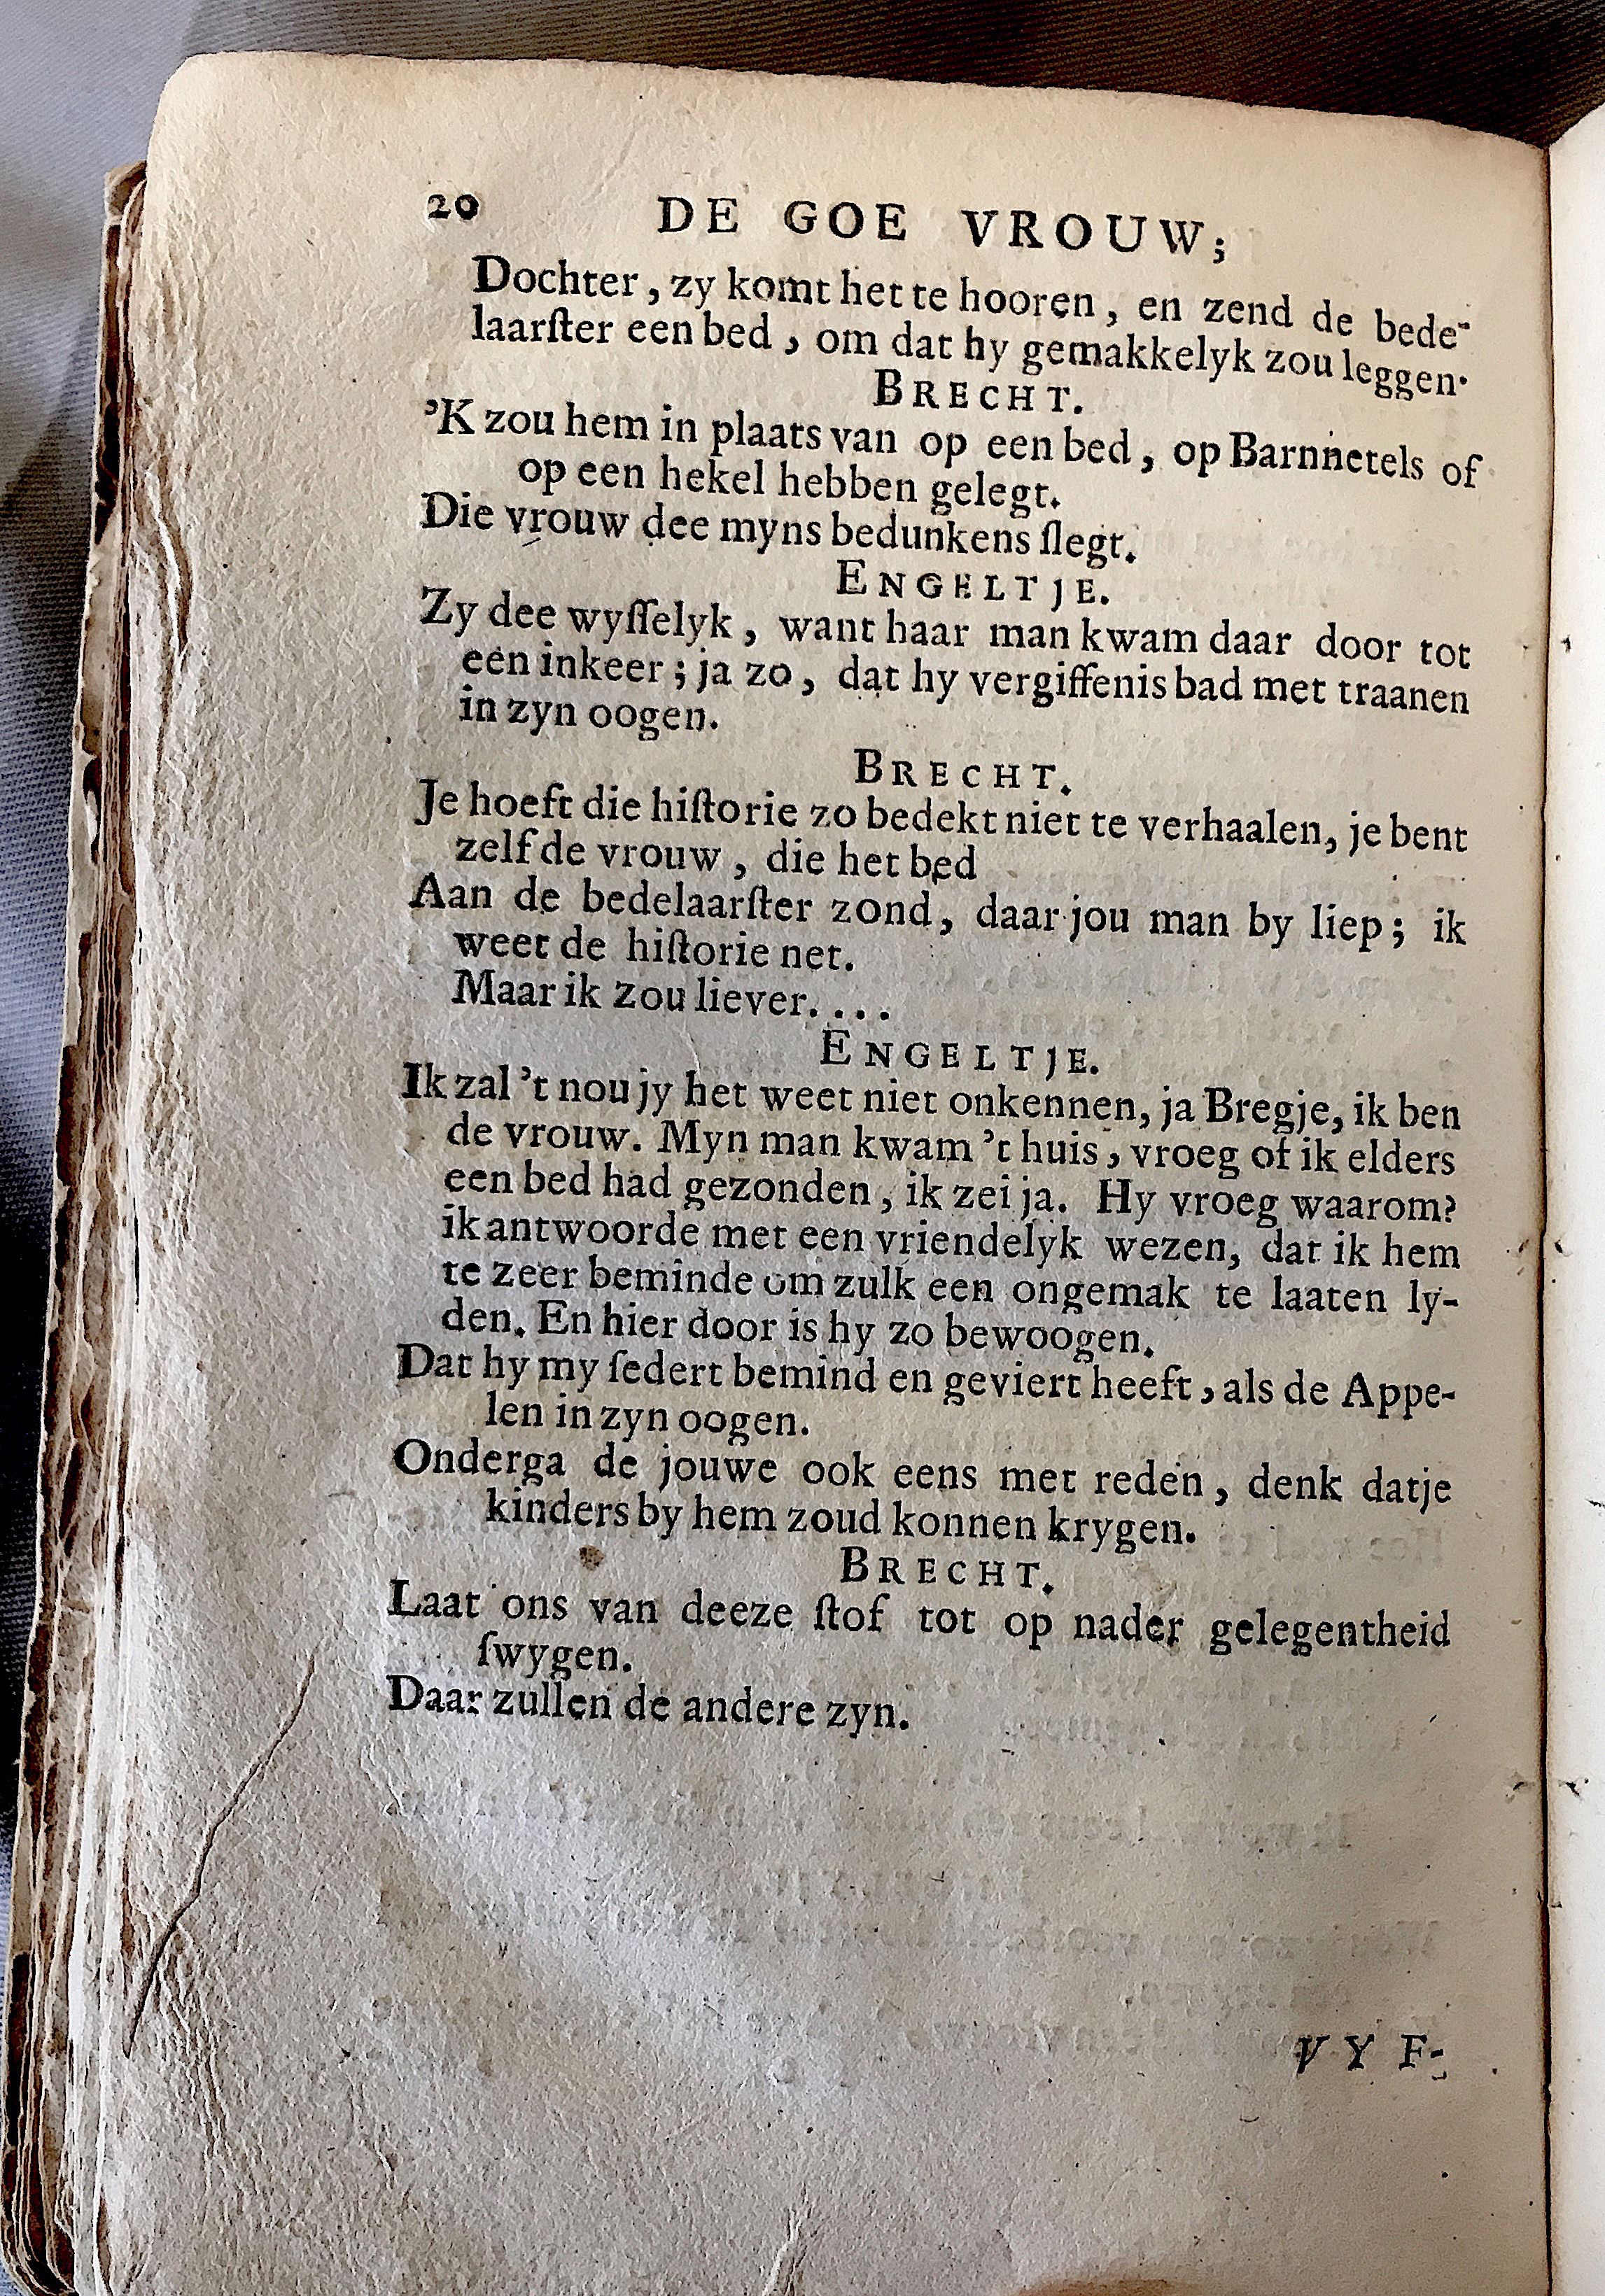 20 DE GOE VROUW;
Dochter, zy komt het te hooren, en zend de bede-
laarſter een bed, om dat hy gemakkelyk zou leggen.
BRECHT.
’K zou hem in plaats van op een bed, op Barnnetels of
op een hekel hebben gelegt.
Die vrouw dee myns bedunkens ſlegt.
ENGELTJE.
Zy dee wyſſelyk, want haar man kwam daar door tot
een inkeer; ja zo, dat hy vergiffenis bad met traanen
in zyn oogen.
BRECHT.
Je hoeft die hiſtorie zo bedekt niet te verhaalen, je bent
zelf de vrouw, die het bed
Aan de bedelaarſter zond, daar jou man by liep; ik
weet de hiſtorie net.
Maar ik zou liever....
ENGELTJE.
Ik zal ’t nou jy het weet niet onkennen, ja Bregje, ik ben
de vrouw. Myn man kwam ’t huis, vroeg of ik elders
een bed had gezonden, ik zei ja. Hy vroeg waarom?
ik antwoorde met een vriendelyk wezen, dat ik hem
te zeer beminde om zulk een ongemak te laaten ly-
den. En hier door is hy zo bewoogen.
Dat hy my ſedert bemind en geviert heeft, als de Appe-
len in zyn oogen.
Onderga de jouwe ook eens met reden, denk datje
kinders by hem zoud konnen krygen.
BRECHT.
Laat ons van deeze ſtof tot op nader gelegentheid
ſwygen.
Daar zullen de andere zyn.
VYF-